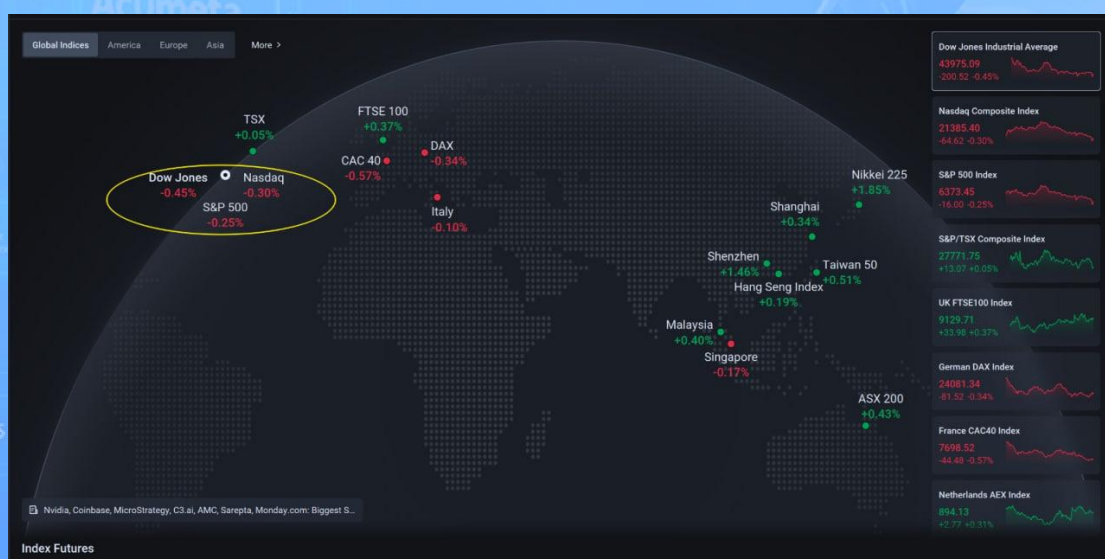 Acumeta
Global Indices America Europe Asia More >
TSX
+0.05%
FTSE 100
+0.37%
DAX
-0.34%
CAC 40
-0.57%
Dow Jones
-0.45%
Nasdaq
-0.30%
S&P 500
-0.25%
Italy
-0.10%
Nikkei 225
+1.85%
Shanghai
+0.34%
Shenzhen
+1.46%
Taiwan 50
+0.51%
Hang Seng Index
+0.19%
Malaysia
+0.40%
Singapore
-0.17%
ASX 200
+0.43%
Nvidia, Coinbase, MicroStrategy, C3.ai, AMC, Sarepta, Monday.com: Biggest S...
Index Futures
Dow Jones Industrial Average
43975.09
-200.52 -0.45%
Nasdaq Composite Index
21385.40
-64.62 -0.30%
S&P 500 Index
6373.45
-16.00 -0.25%
S&P/TSX Composite Index
27771.75
+13.07 +0.05%
UK FTSE100 Index
9129.71
+33.98 +0.37%
German DAX Index
24081.34
-81.52 -0.34%
France CAC40 Index
7698.52
-44.48 -0.57%
Netherlands AEX Index
894.13
+2.77 +0.31%